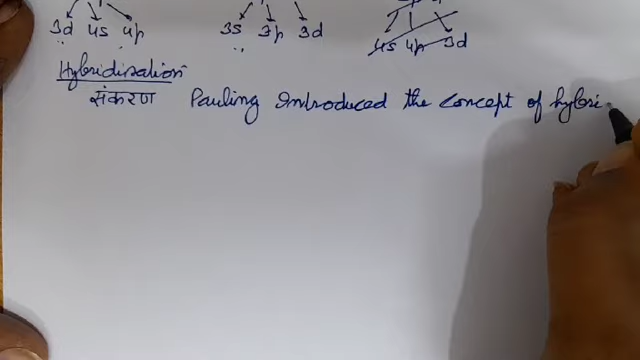 3d 4s 4p 3s 3p 3d 4s 4p 3d
Hybridisation
संकरण Pauling Introduced the concept of hybri